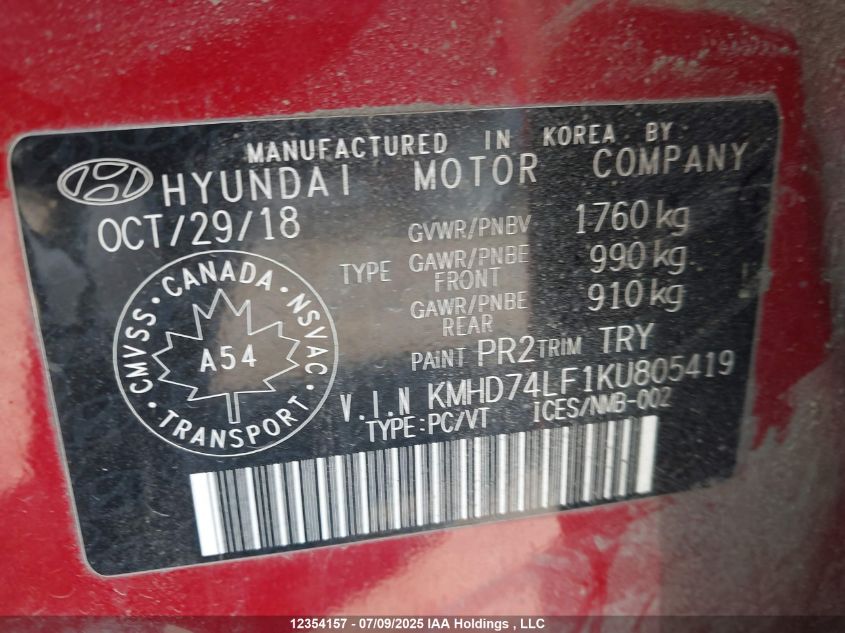 MANUFACTURED IN KOREA BY
HYUNDAI MOTOR COMPANY
OCT/29/18
GVWR/PNBV 1760 kg
TYPE GAWR/PNBE FRONT 990 kg
GAWR/PNBE REAR 910 kg
PAINT PR2 TRIM TRY
V.I.N KMHD74LF1KU805419
TYPE:PC/VT ICES/NMB-002
CMVSS · CANADA · NSVAC
A54
TRANSPORT
12354157 - 07/09/2025 IAA Holdings , LLC